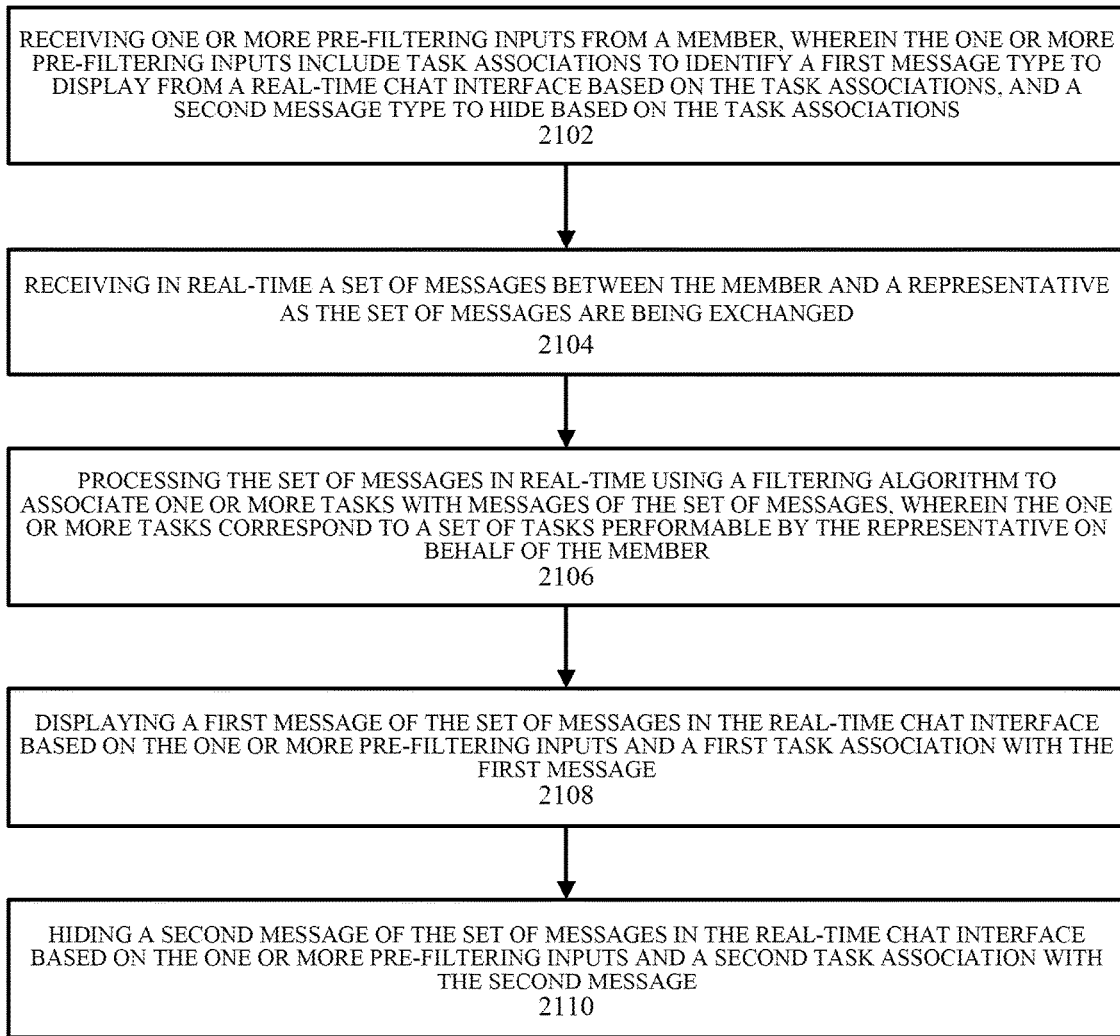 RECEIVING ONE OR MORE PRE-FILTERING INPUTS FROM A MEMBER, WHEREIN THE ONE OR MORE
PRE-FILTERING INPUTS INCLUDE TASK ASSOCIATIONS TO IDENTIFY A FIRST MESSAGE TYPE TO
DISPLAY FROM A REAL-TIME CHAT INTERFACE BASED ON THE TASK ASSOCIATIONS, AND A
SECOND MESSAGE TYPE TO HIDE BASED ON THE TASK ASSOCIATIONS
2102
RECEIVING IN REAL-TIME A SET OF MESSAGES BETWEEN THE MEMBER AND A REPRESENTATIVE
AS THE SET OF MESSAGES ARE BEING EXCHANGED
2104
PROCESSING THE SET OF MESSAGES IN REAL-TIME USING A FILTERING ALGORITHM TO
ASSOCIATE ONE OR MORE TASKS WITH MESSAGES OF THE SET OF MESSAGES, WHEREIN THE ONE
OR MORE TASKS CORRESPOND TO A SET OF TASKS PERFORMABLE BY THE REPRESENTATIVE ON
BEHALF OF THE MEMBER
2106
DISPLAYING A FIRST MESSAGE OF THE SET OF MESSAGES IN THE REAL-TIME CHAT INTERFACE
BASED ON THE ONE OR MORE PRE-FILTERING INPUTS AND A FIRST TASK ASSOCIATION WITH THE
FIRST MESSAGE
2108
HIDING A SECOND MESSAGE OF THE SET OF MESSAGES IN THE REAL-TIME CHAT INTERFACE
BASED ON THE ONE OR MORE PRE-FILTERING INPUTS AND A SECOND TASK ASSOCIATION WITH
THE SECOND MESSAGE
2110